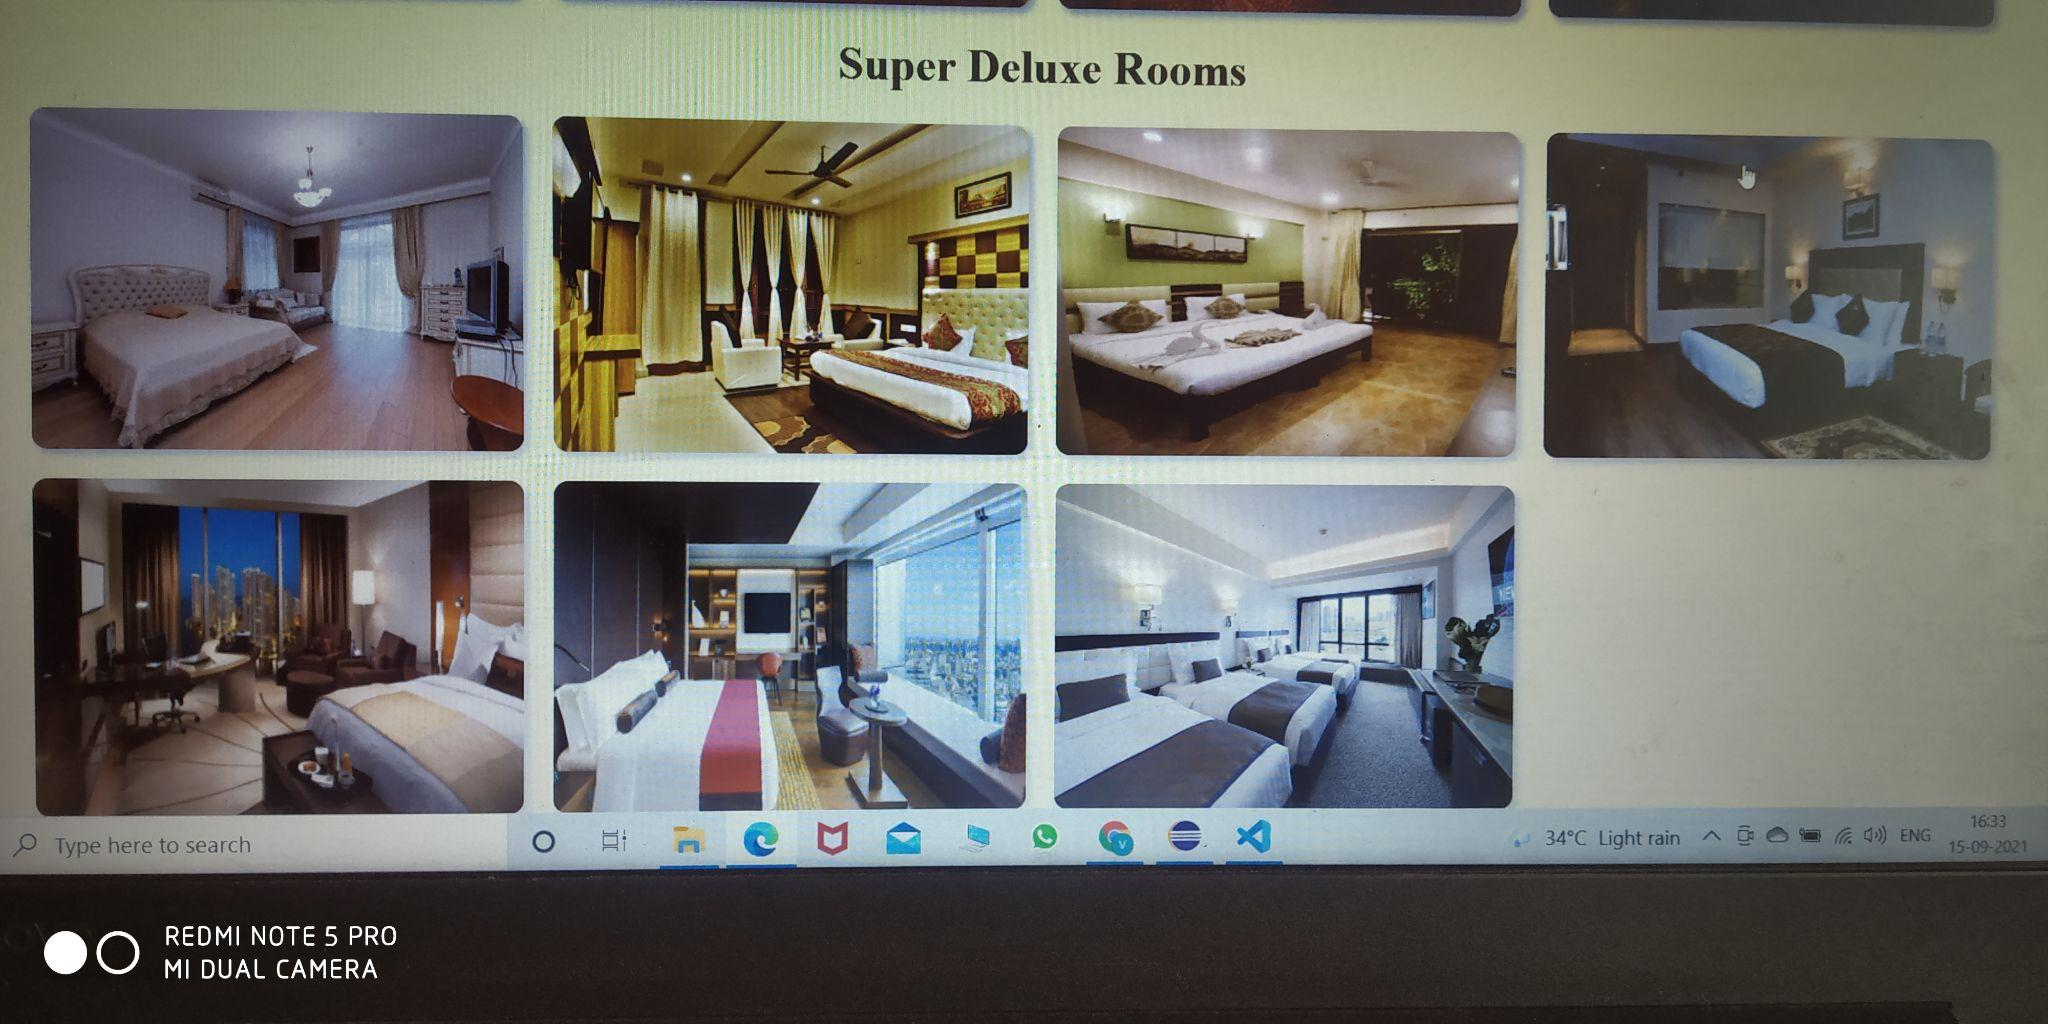 Super Deluxe Rooms
Type here to search
34°C Light rain
ENG
16:33
15-09-2021
REDMI NOTE 5 PRO
MI DUAL CAMERA